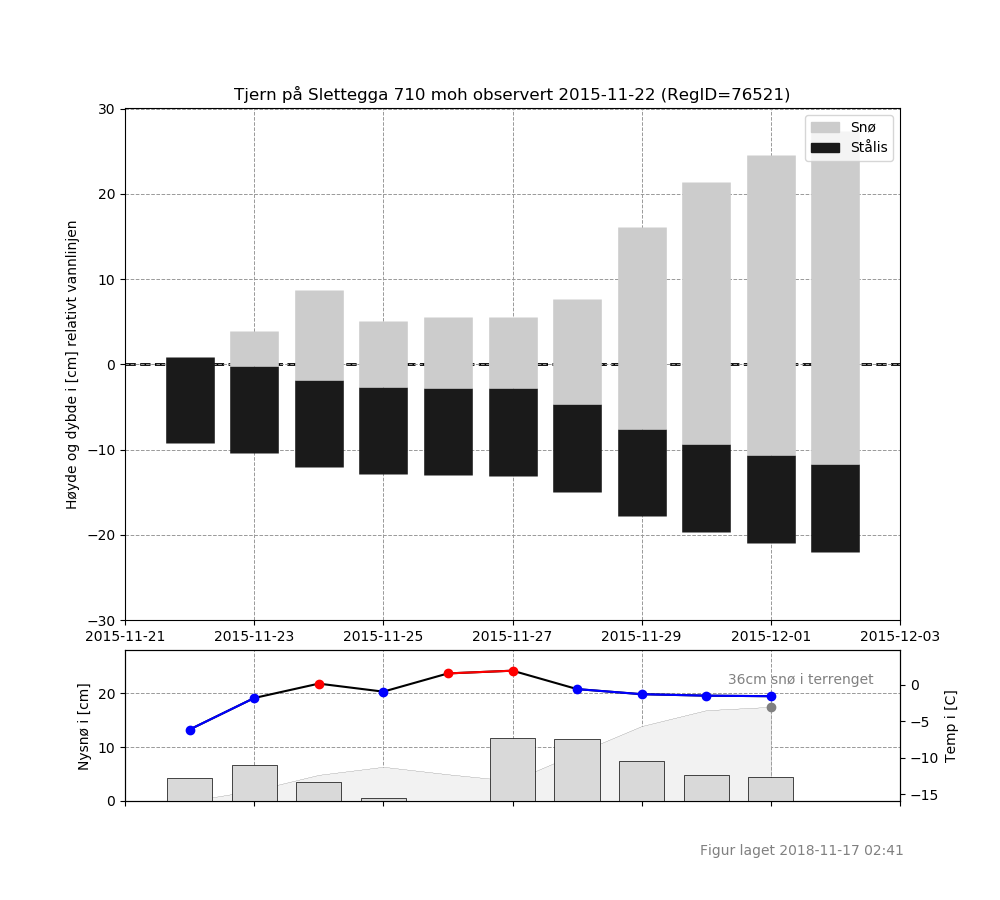 Tjern på Slettegga 710 moh observert 2015-11-22 (RegID=76521)
Høyde og dybde i [cm] relativt vannlinjen
30
20
10
0
−10
−20
−30
Snø
Stålis
2015-11-21 2015-11-23 2015-11-25 2015-11-27 2015-11-29 2015-12-01 2015-12-03
Nysnø i [cm]
20
10
0
36cm snø i terrenget
0
−5
−10
−15
Temp i [C]
Figur laget 2018-11-17 02:41